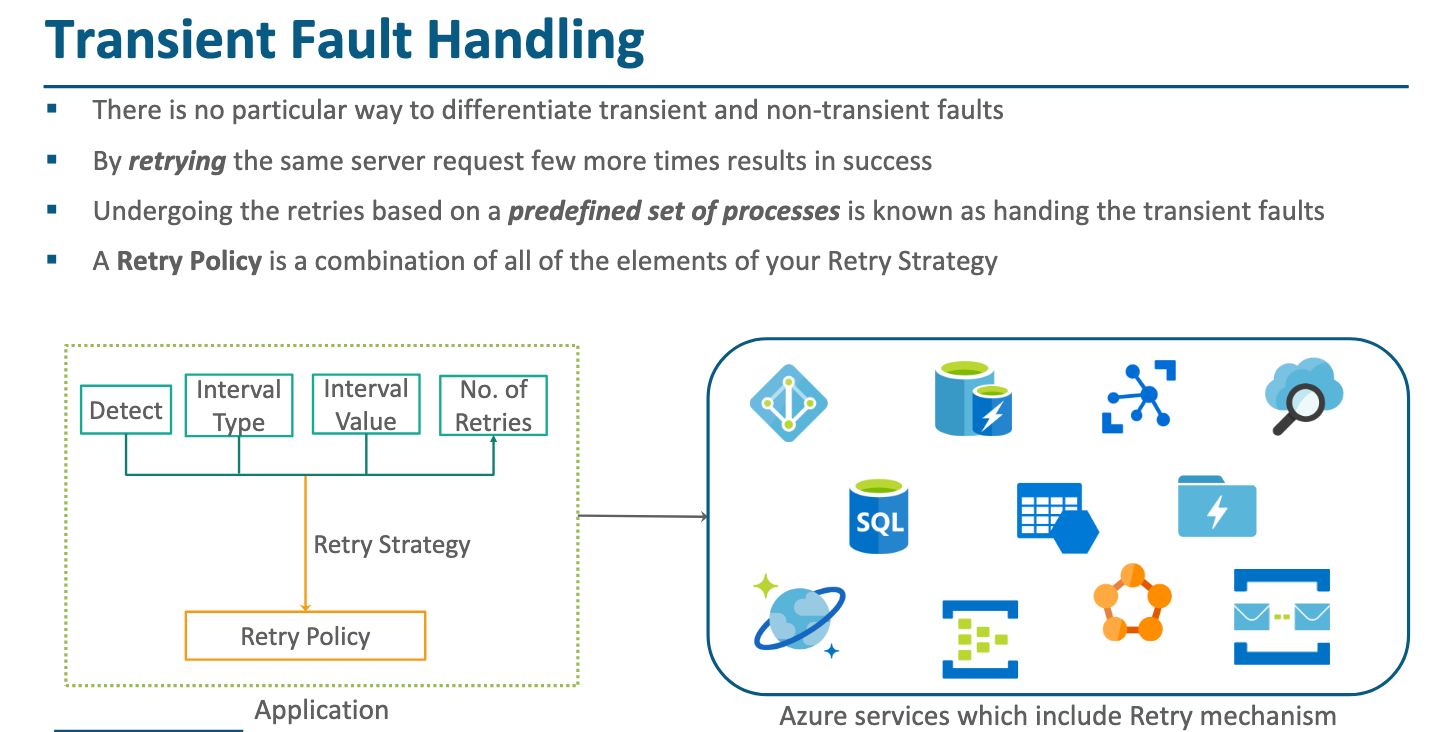 Transient Fault Handling
There is no particular way to differentiate transient and non-transient faults
By retrying the same server request few more times results in success
Undergoing the retries based on a predefined set of processes is known as handing the transient faults
A Retry Policy is a combination of all of the elements of your Retry Strategy
Detect
Interval
Type
Interval
Value
No. of
Retries
Retry Strategy
Retry Policy
Application
SQL
Azure services which include Retry mechanism